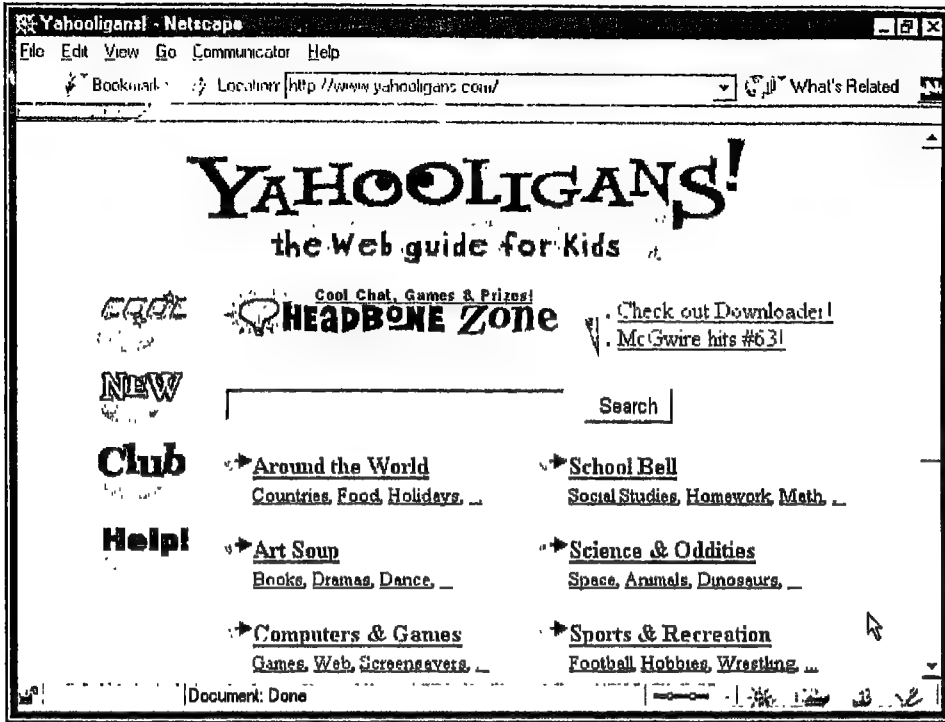 Yahooligans! - Netscape
File Edit View Go Communicator Help
Bookmarks Location: http://www.yahooligans.com/ What's Related
YAHOOLIGANS!
the Web guide for Kids
COOL
Cool Chat, Games & Prizes!
HEADBONE Zone
Check out Downloader!
McGwire hits #63!
NEW
Search
Club
Around the World
School Bell
Countries, Food, Holidays, ...
Social Studies, Homework, Math, ...
Help!
Art Soup
Science & Oddities
Books, Dramas, Dance, ...
Space, Animals, Dinosaurs, ...
Computers & Games
Sports & Recreation
Games, Web, Screensavers, ...
Football, Hobbies, Wrestling, ...
Document: Done